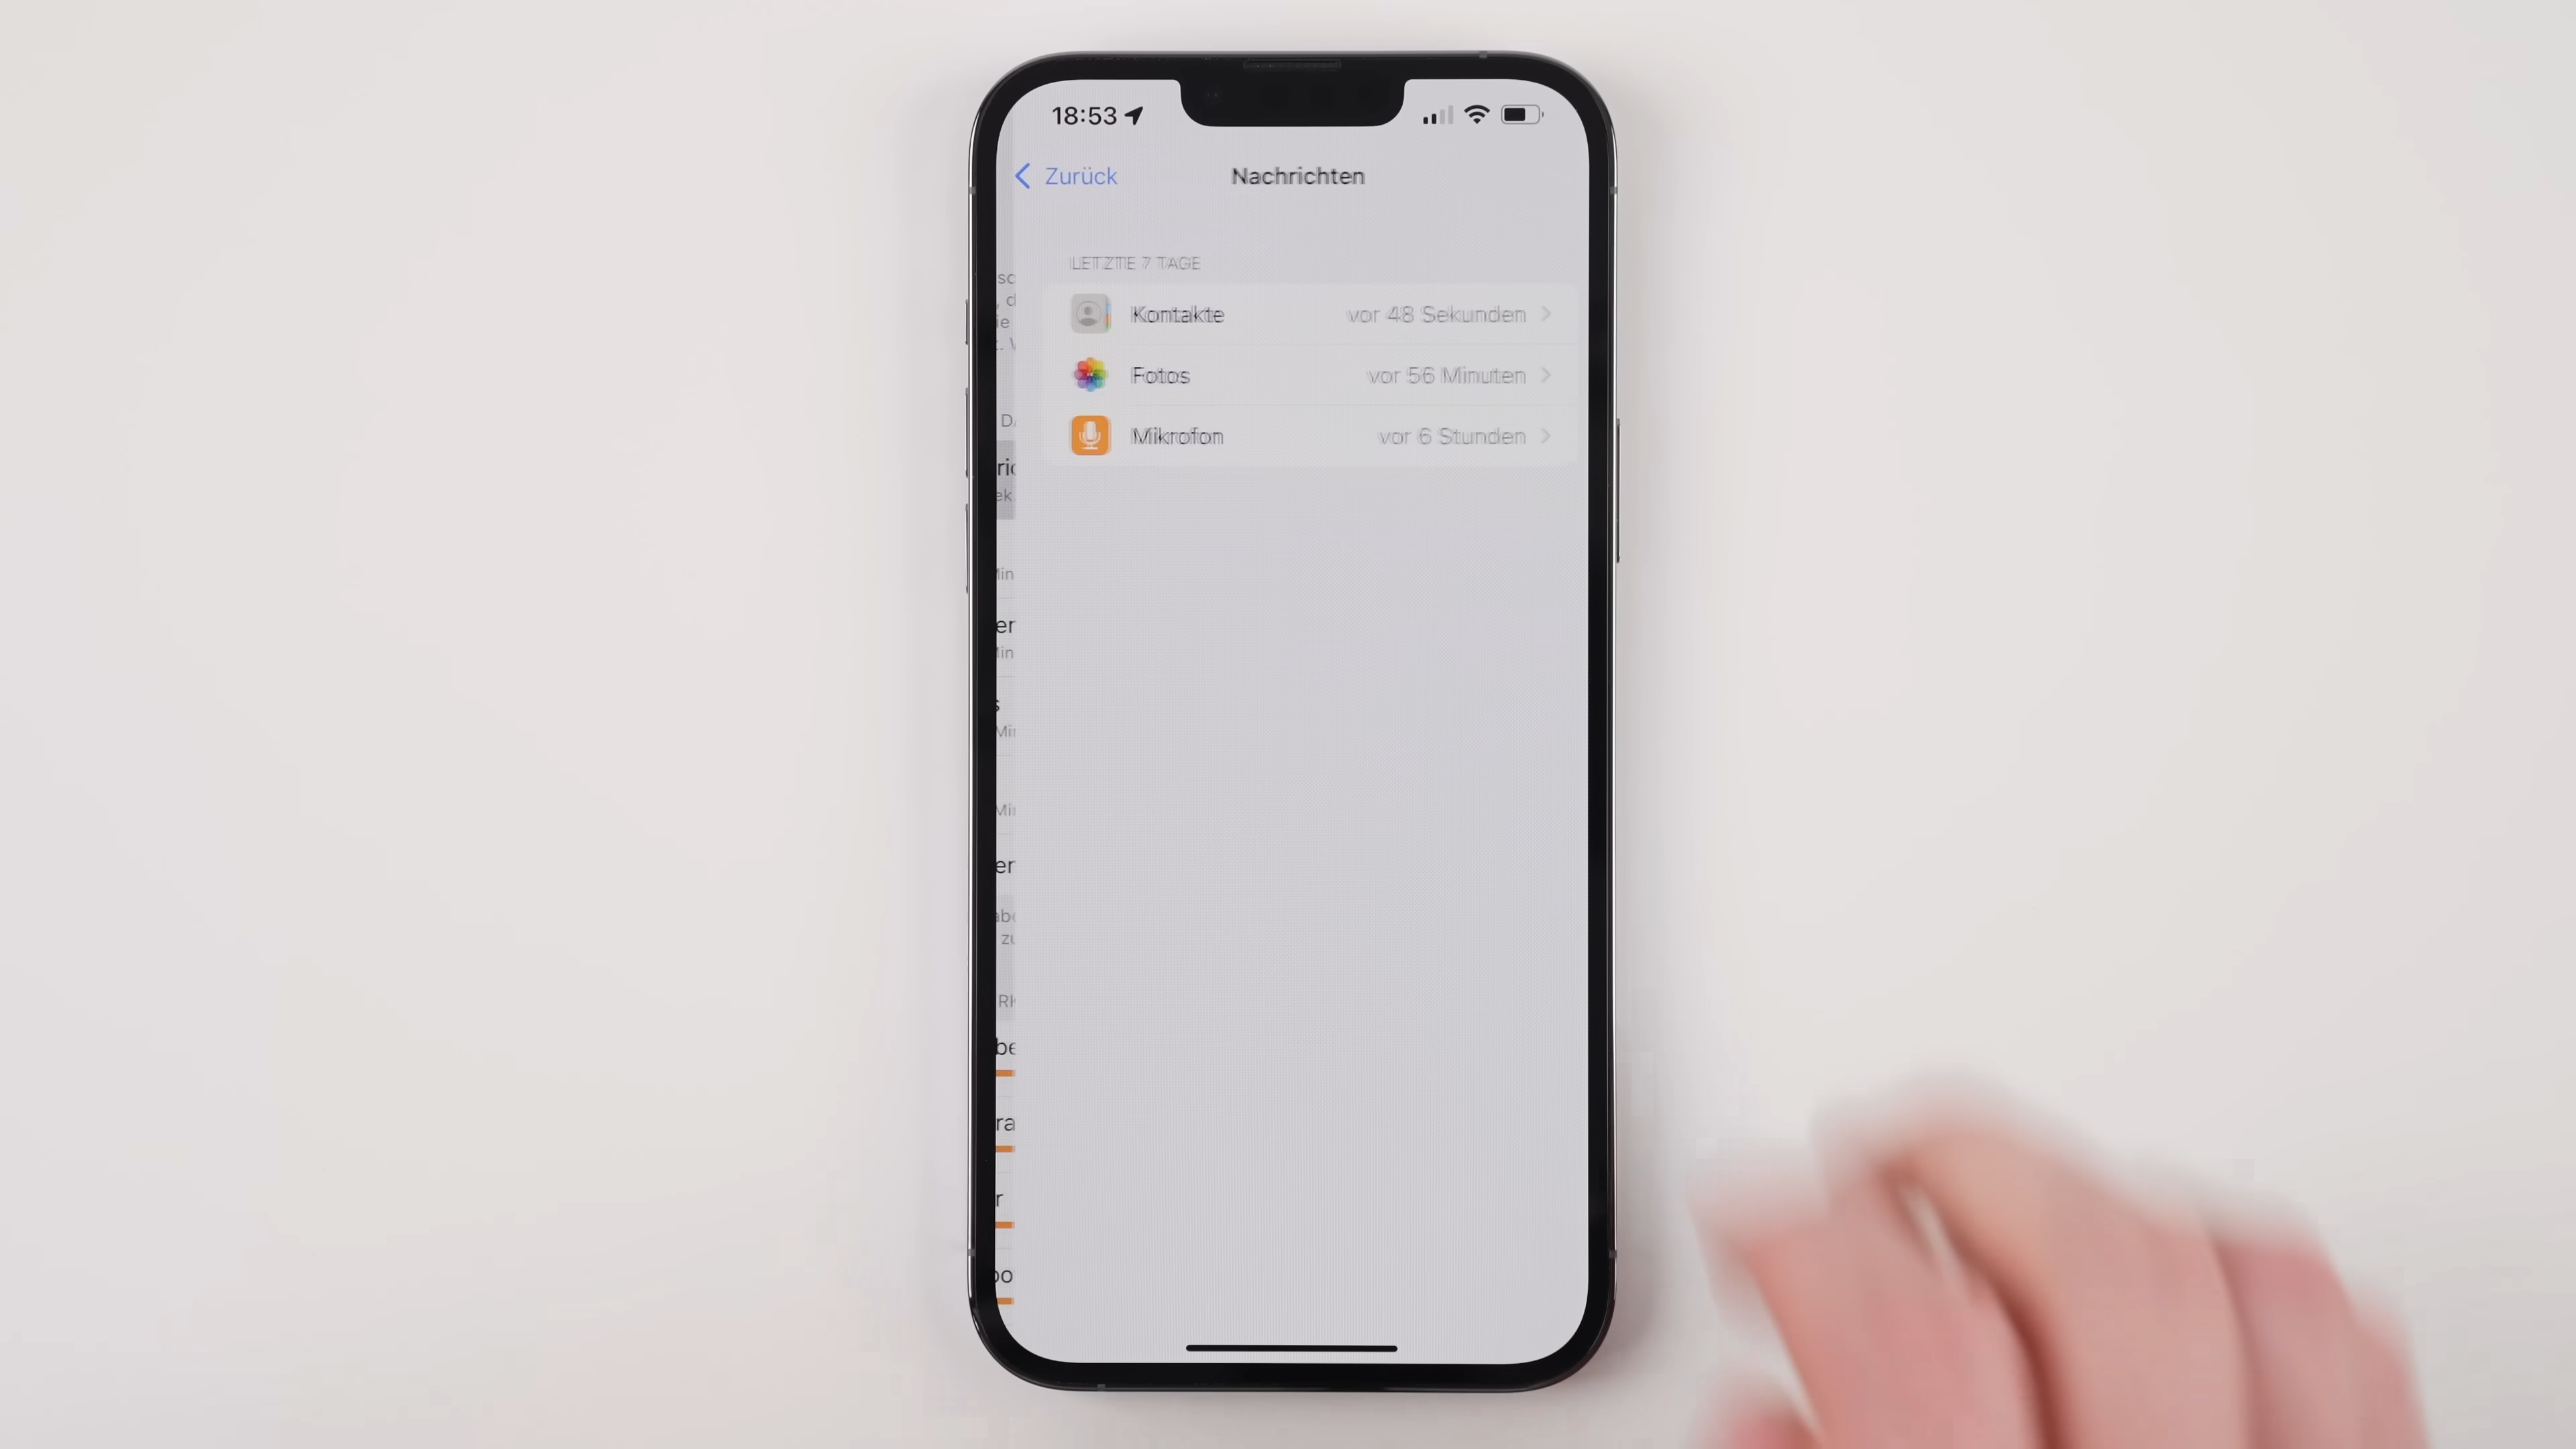 18:53
Zurück
Nachrichten
LETZTE 7 TAGE
Kontakte vor 48 Sekunden
Fotos vor 56 Minuten
Mikrofon vor 6 Stunden